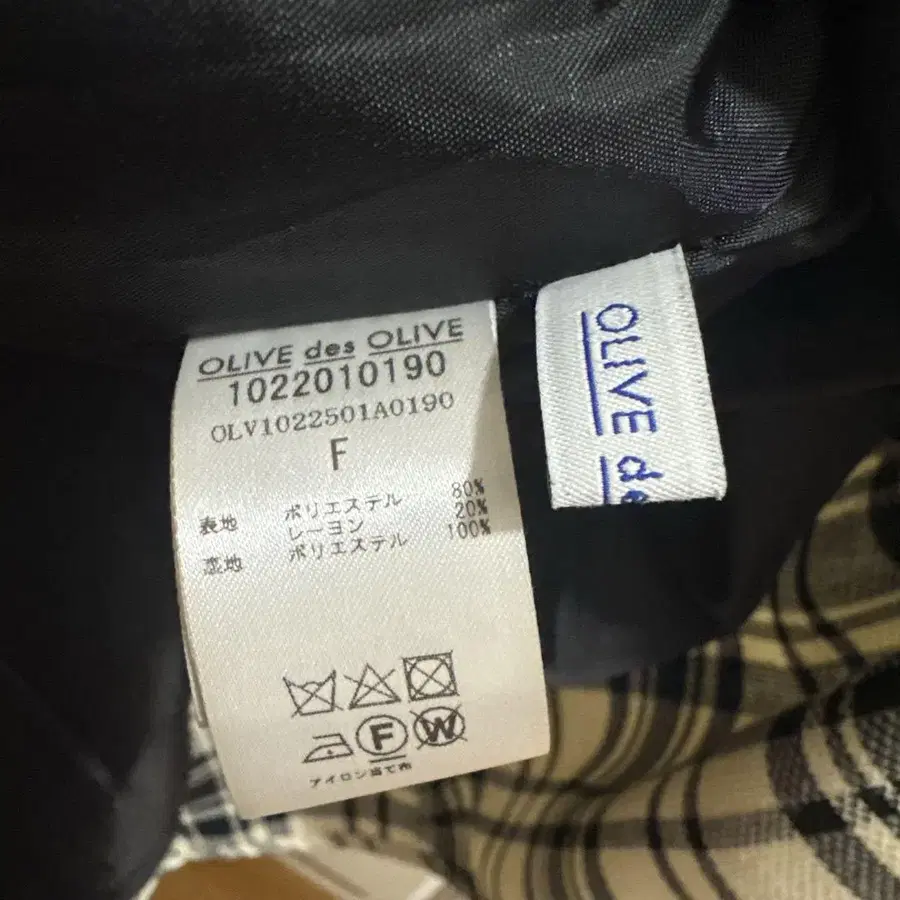 OLIVE des OLIVE
1022010190
OLV1022501A0190
F
表地 ポリエステル 80%
レーヨン 20%
裏地 ポリエステル 100%
F W
アイロン当て布
OLIVE de